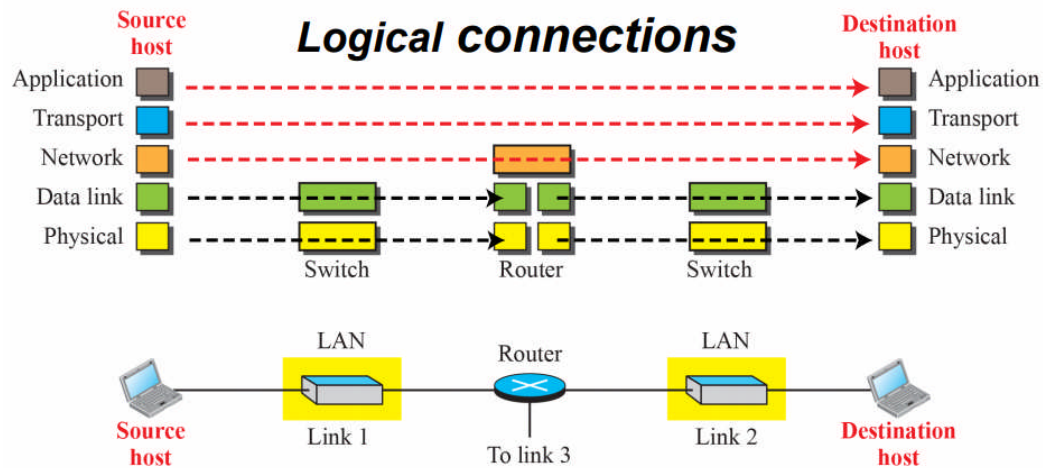 Source
host
Logical connections
Destination
host
Application
Application
Transport
Transport
Network
Network
Data link
Data link
Physical
Physical
Switch
Router
Switch
LAN
Router
LAN
Source
host
Link 1
To link 3
Link 2
Destination
host